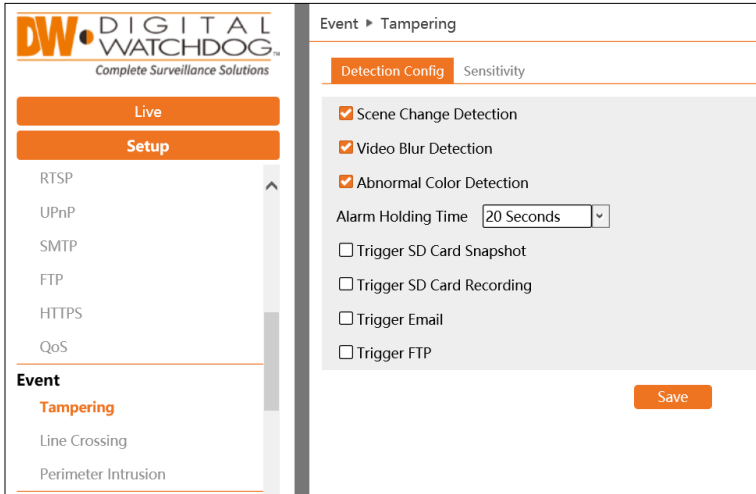 DW DIGITAL
WATCHDOG™
Complete Surveillance Solutions
Live
Setup
RTSP
UPnP
SMTP
FTP
HTTPS
QoS
Event
Tampering
Line Crossing
Perimeter Intrusion
Event ▶ Tampering
Detection Config Sensitivity
Scene Change Detection
Video Blur Detection
Abnormal Color Detection
Alarm Holding Time 20 Seconds
Trigger SD Card Snapshot
Trigger SD Card Recording
Trigger Email
Trigger FTP
Save